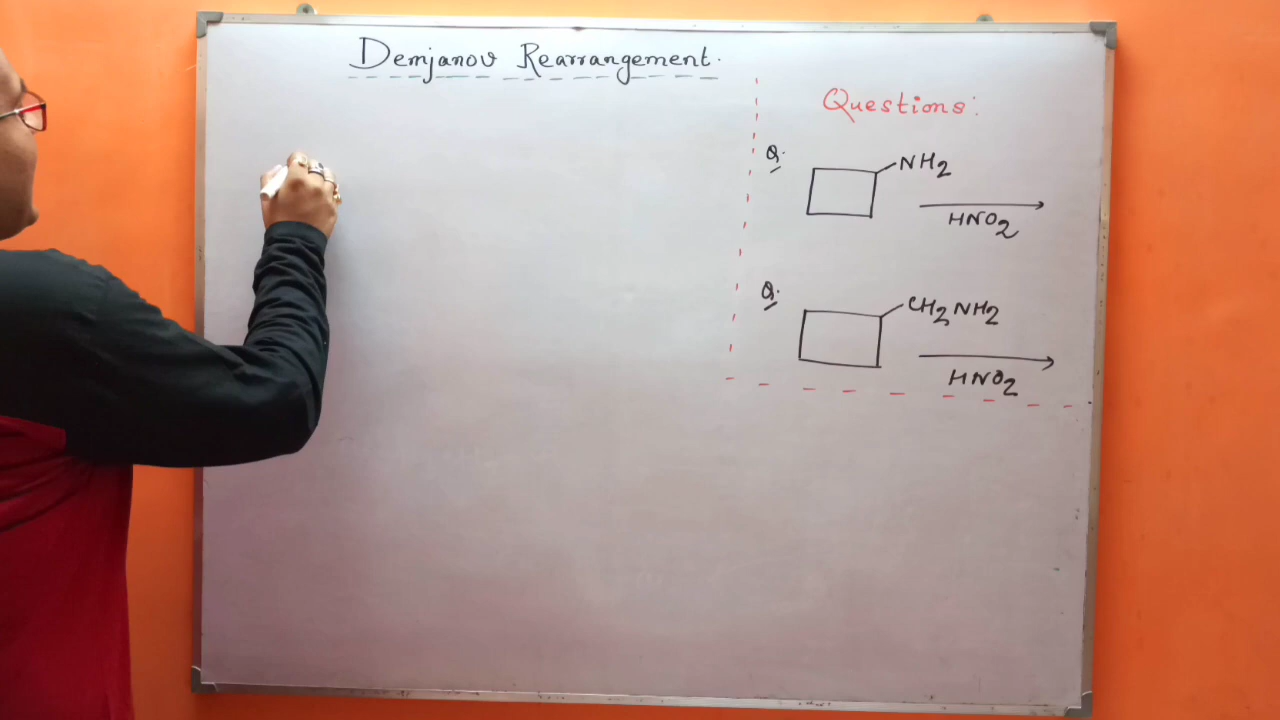 Demjanov Rearrangement.
Questions:
Q.
NH2
HNO2
Q.
CH2NH2
HNO2